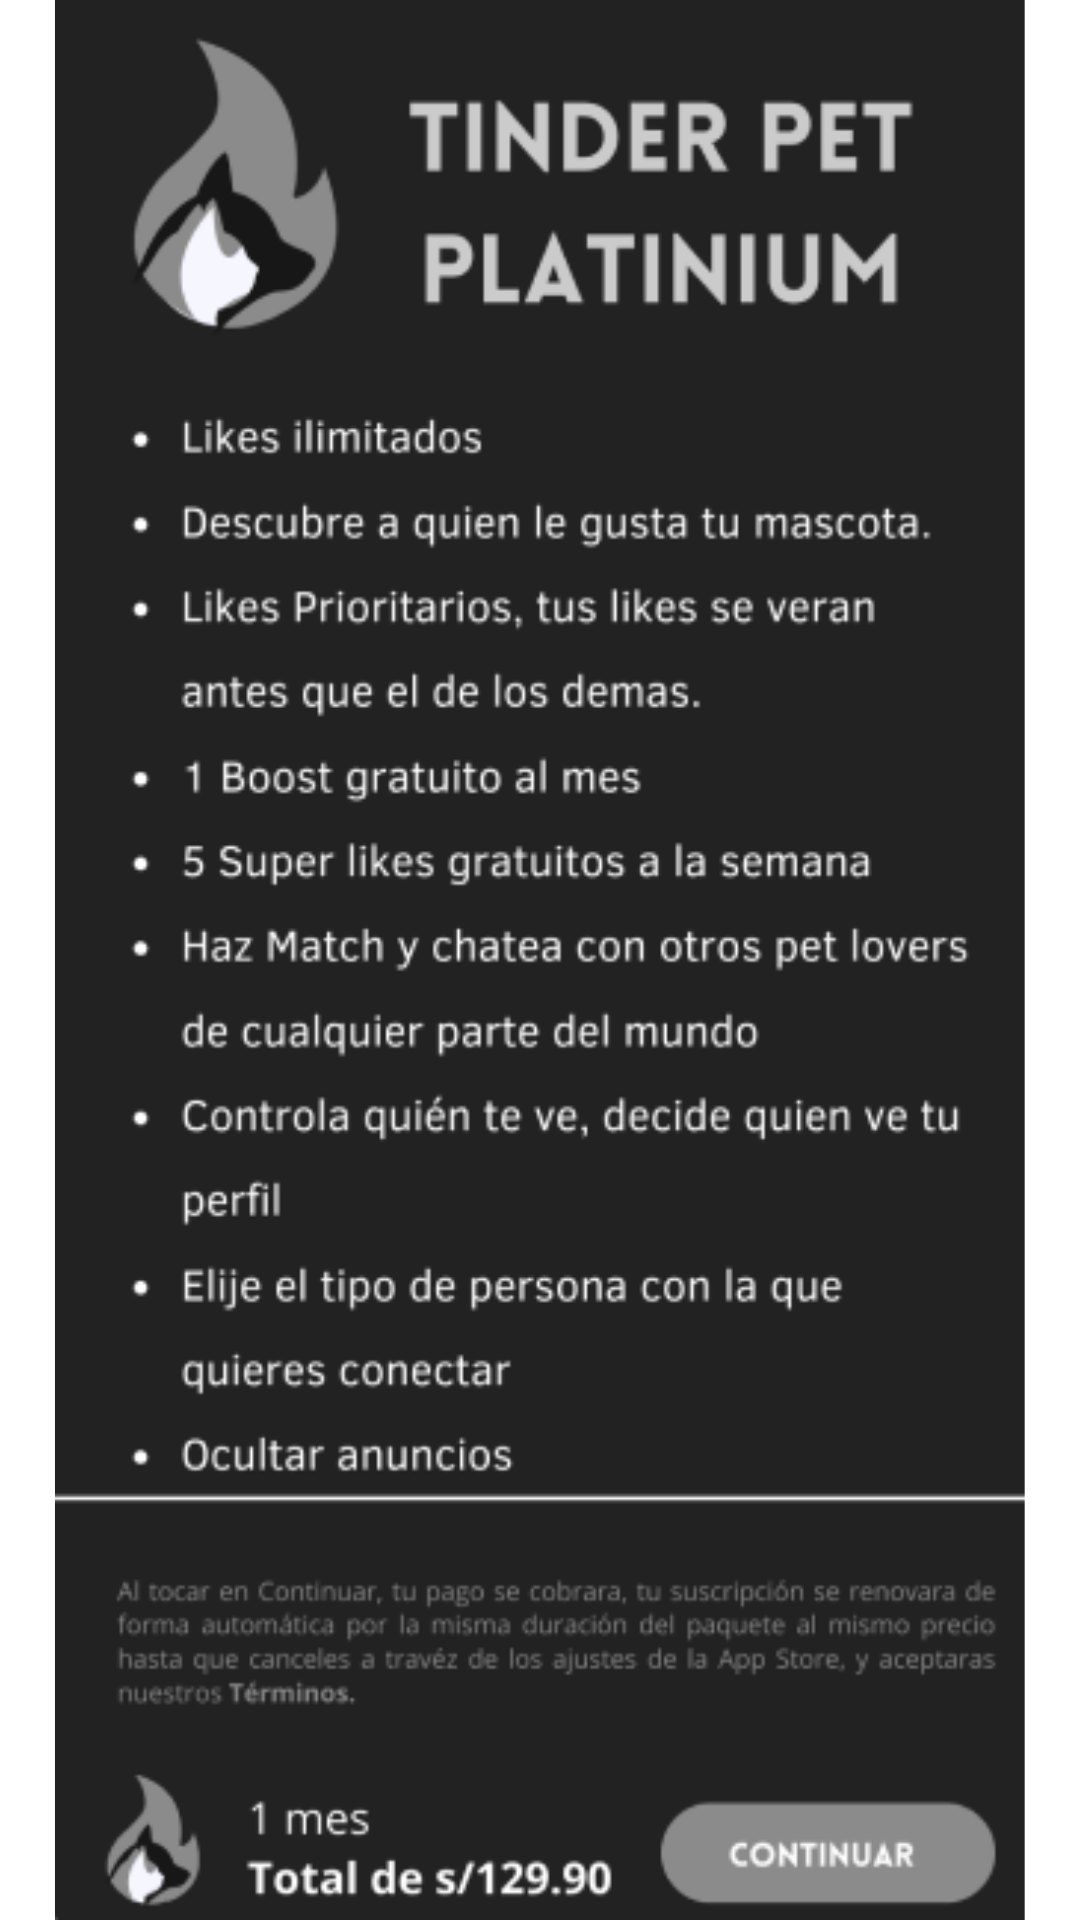 TINDER PET
PLATINIUM
• Likes ilimitados
• Descubre a quien le gusta tu mascota.
• Likes Prioritarios, tus likes se veran
antes que el de los demas.
• 1 Boost gratuito al mes
• 5 Super likes gratuitos a la semana
• Haz Match y chatea con otros pet lovers
de cualquier parte del mundo
• Controla quién te ve, decide quien ve tu
perfil
• Elije el tipo de persona con la que
quieres conectar
• Ocultar anuncios
Al tocar en Continuar, tu pago se cobrara, tu suscripción se renovara de
forma automática por la misma duración del paquete al mismo precio
hasta que canceles a travéz de los ajustes de la App Store, y aceptaras
nuestros Términos.
1 mes
Total de s/129.90
CONTINUAR